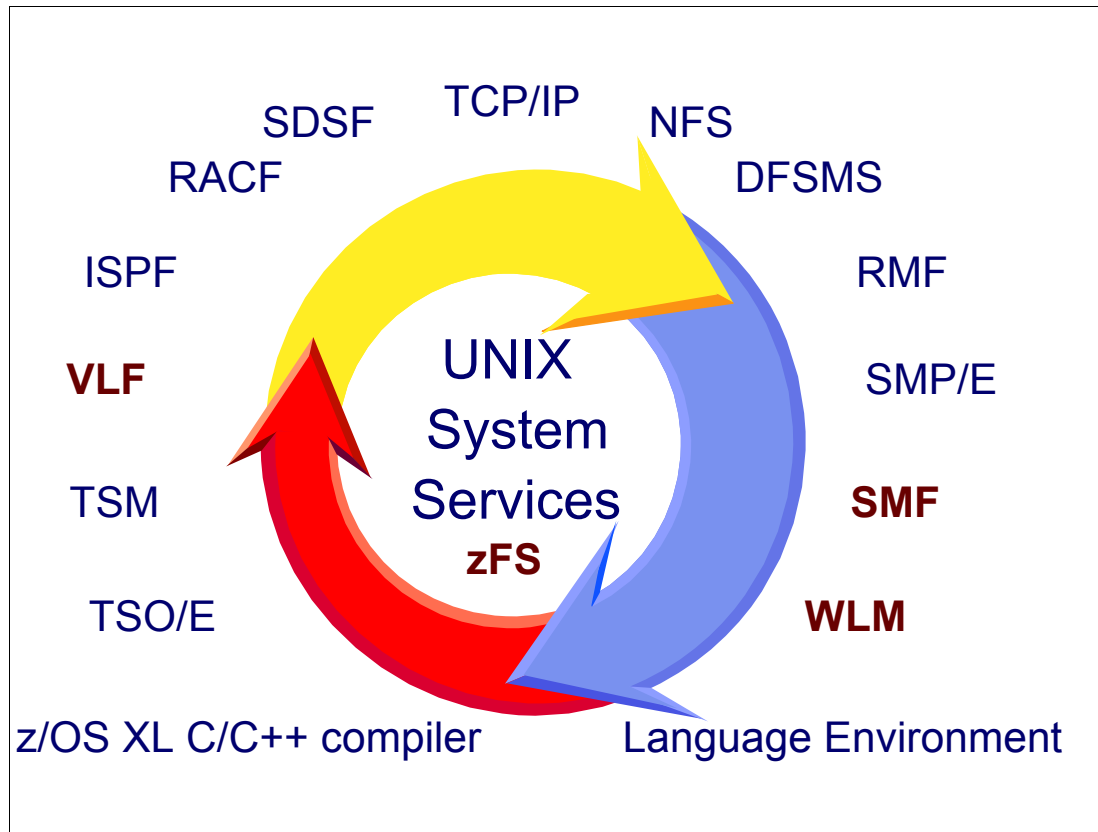 TCP/IP
SDSF
NFS
RACF
DFSMS
ISPF
RMF
UNIX
VLF
SMP/E
System
TSM
Services
SMF
zFS
TSO/E
WLM
z/OS XL C/C++ compiler
Language Environment